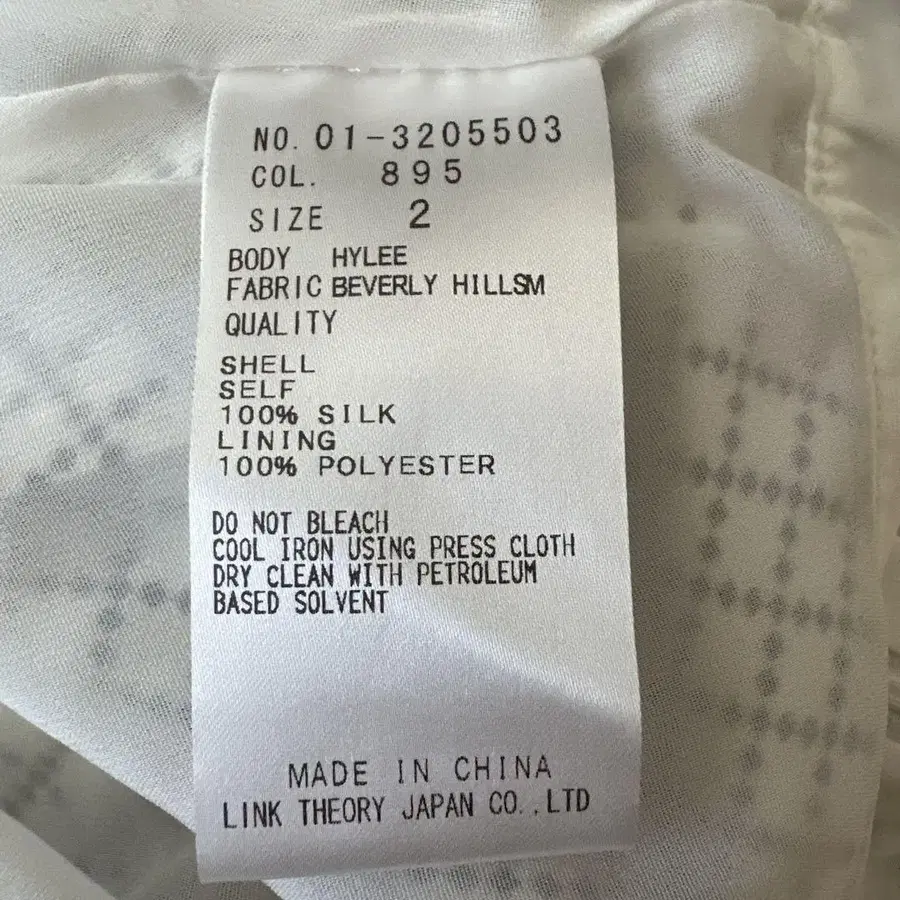 NO. 01-3205503
COL. 895
SIZE 2
BODY HYLEE
FABRIC BEVERLY HILLSM
QUALITY
SHELL
SELF
100% SILK
LINING
100% POLYESTER
DO NOT BLEACH
COOL IRON USING PRESS CLOTH
DRY CLEAN WITH PETROLEUM
BASED SOLVENT
MADE IN CHINA
LINK THEORY JAPAN CO.,LTD